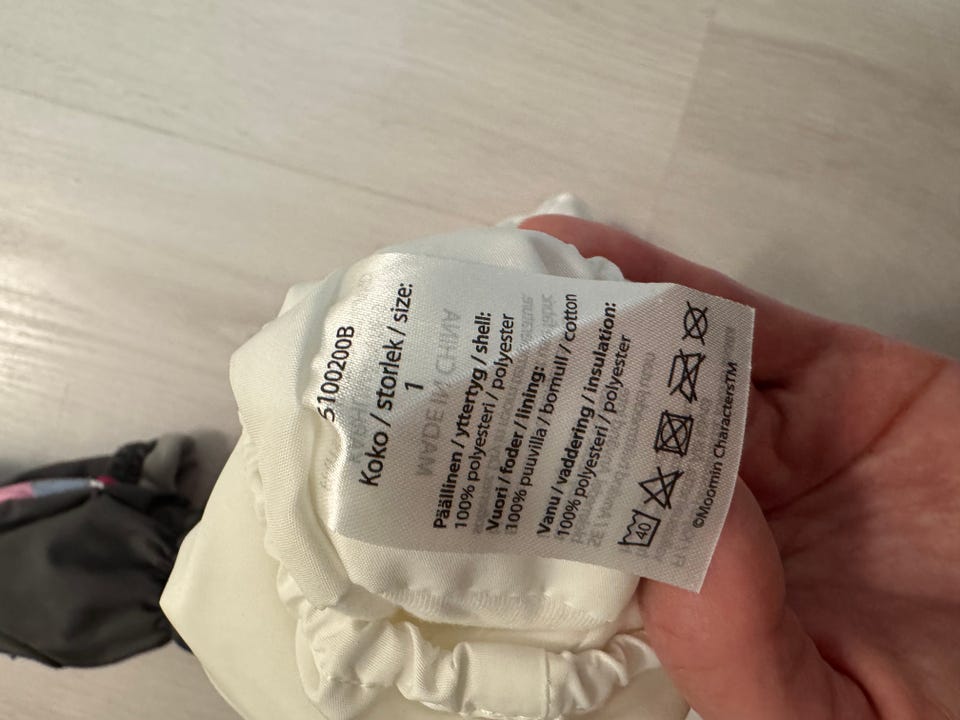 5100200B
Koko / storlek / size:
1
Päällinen / yttertyg / shell:
100% polyesteri / polyester
Vuori / foder / lining:
100% puuvilla / bomull / cotton
Vanu / vaddering / insulation:
100% polyesteri / polyester
40
©Moomin Characters™
MADE IN CHINA